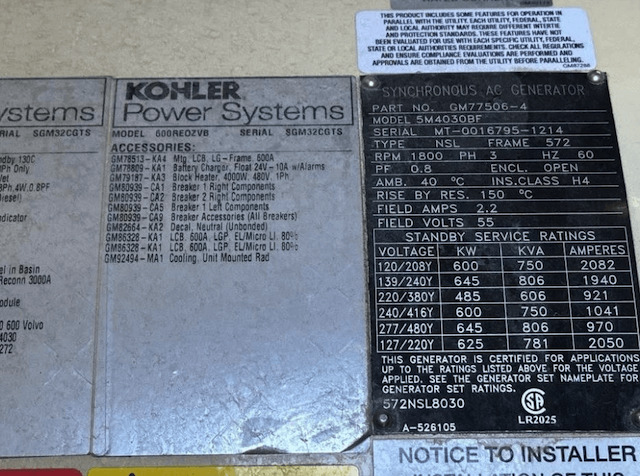 THIS PRODUCT INCLUDES SOME FEATURES FOR OPERATION IN
PARALLEL WITH THE UTILITY. EACH UTILITY, FEDERAL, STATE
AND LOCAL AUTHORITIES MAY REQUIRE DIFFERENT INTERTIE
AND PROTECTION STANDARDS. THESE FEATURES HAVE NOT
BEEN EVALUATED FOR USE WITH EACH SPECIFIC UTILITY, FEDERAL,
STATE OR LOCAL AUTHORITIES REQUIREMENTS. CHECK ALL REGULATIONS
AND ENSURE COMPLIANCE EVALUATIONS ARE PERFORMED AND
APPROVALS ARE OBTAINED FROM THE UTILITY BEFORE PARALLELING.
ystems
ERIAL SGM32CGTS
ndby 130C
Ph Only
3Ph,4W,0.8PF
Diesel)
ndicator
el in Basin
Reconn 3000A
odule
0 600 Volvo
4030
272
KOHLER
Power Systems
MODEL 600REOZVB SERIAL SGM32CGTS
ACCESSORIES:
GM78513-KA4 Mtg, LCB, LG-Frame, 600A
GM78809-KA1 Battery Charger, Float 24V-10A w/Alarms
GM79187-KA3 Block Heater, 4000W, 480V, 1Ph
GM80939-CA1 Breaker 1 Right Components
GM80939-CA2 Breaker 2 Right Components
GM80939-CA5 Breaker 1 Left Components
GM80939-CA9 Breaker Accessories (All Breakers)
GM82664-KA2 Decal, Neutral (Unbonded)
GM86328-KA1 LCB, 600A, LGP, EL/Micro LI, 80%
GM86328-KA1 LCB, 600A, LGP, EL/Micro LI, 80%
GM92494-MA1 Cooling, Unit Mounted Rad
SYNCHRONOUS AC GENERATOR
PART NO. GM77506-4
MODEL 5M4030BF
SERIAL MT-0016795-1214
TYPE NSL FRAME 572
RPM 1800 PH 3 HZ 60
PF 0.8 ENCL. OPEN
AMB. 40 °C INS.CLASS H4
RISE BY RES. 150 °C
FIELD AMPS 2.2
FIELD VOLTS 55
STANDBY SERVICE RATINGS
VOLTAGE KW KVA AMPERES
120/208Y 600 750 2082
139/240Y 645 806 1940
220/380Y 485 606 921
240/416Y 600 750 1041
277/480Y 645 806 970
127/220Y 625 781 2050
THIS GENERATOR IS CERTIFIED FOR APPLICATIONS
UP TO THE RATINGS LISTED ABOVE FOR THE VOLTAGE
APPLIED. SEE THE GENERATOR SET NAMEPLATE FOR
GENERATOR SET RATINGS.
572NSL8030
LR2025
A-526105
NOTICE TO INSTALLER